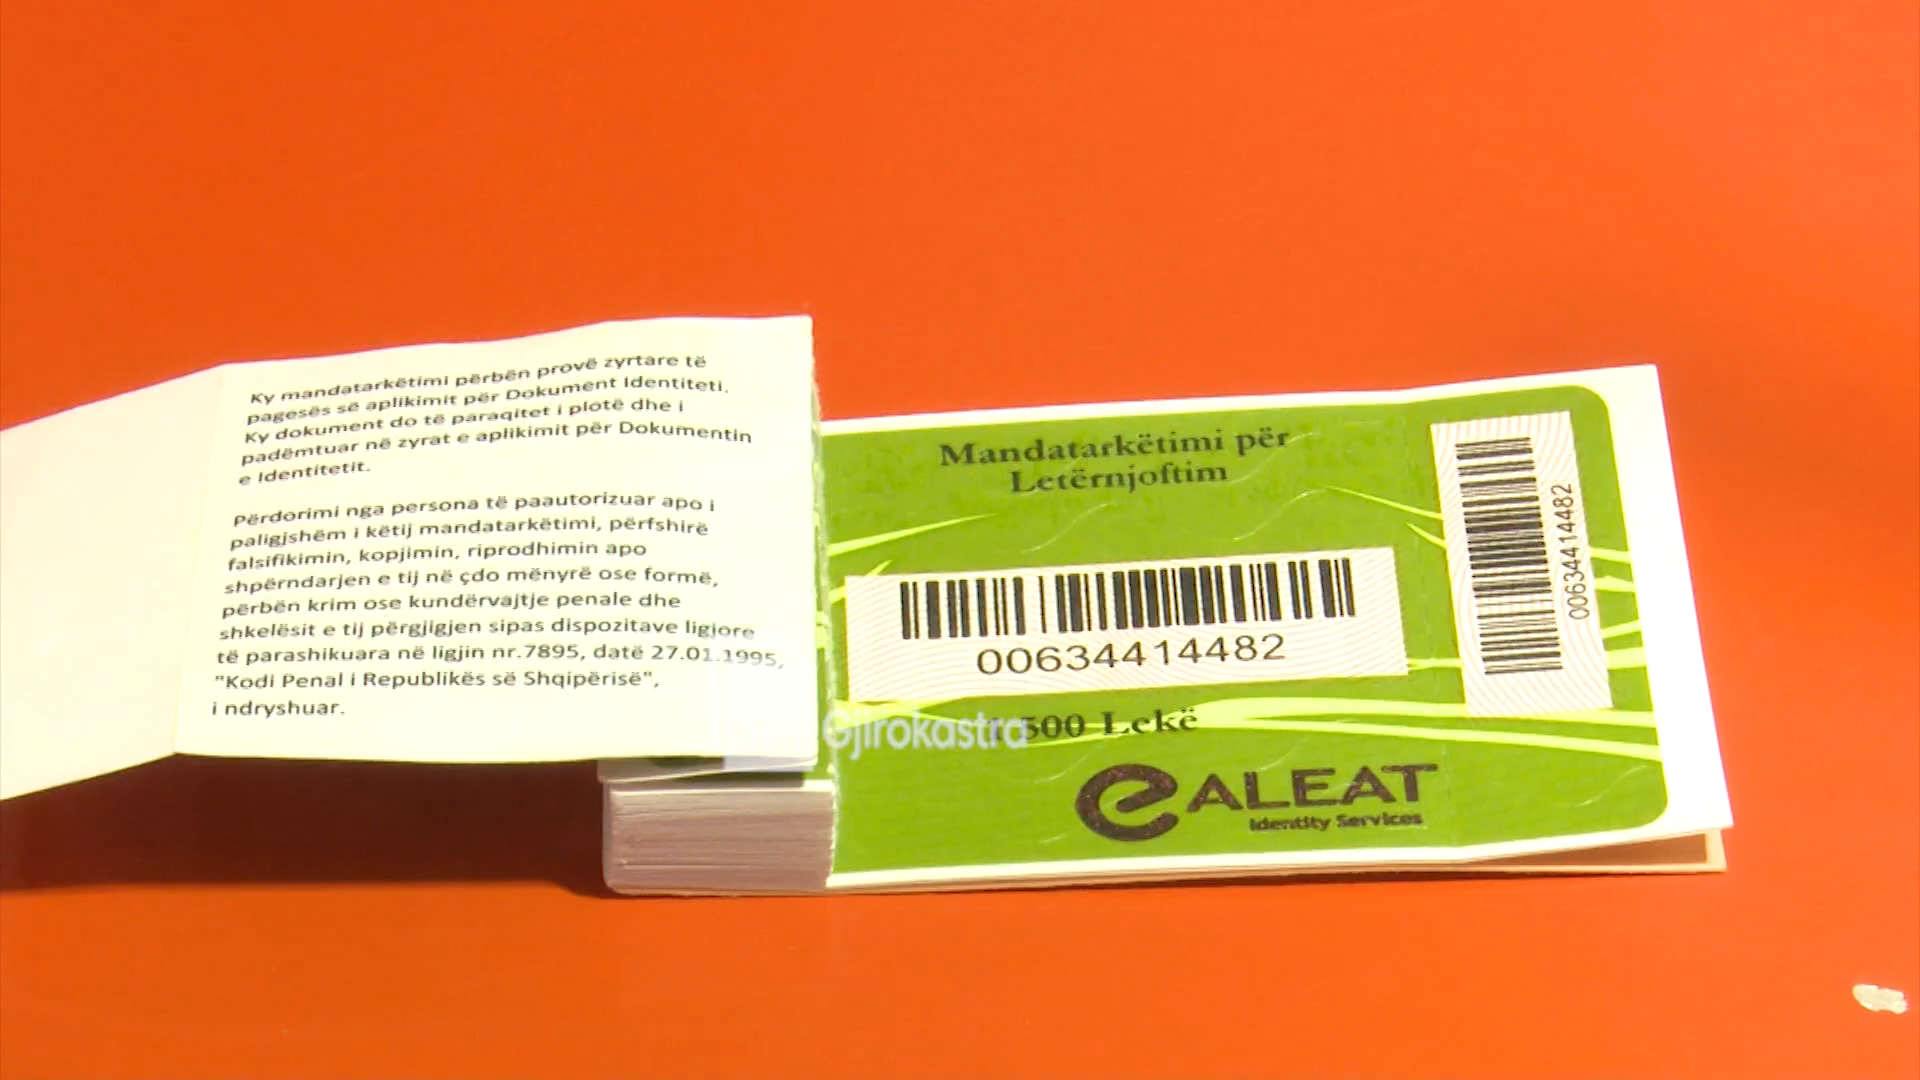 Ky mandatarkëtimi përbën provë zyrtare të
pagesës së aplikimit për Dokument Identiteti.
Ky dokument do të paraqitet i plotë dhe i
padëmtuar në zyrat e aplikimit për Dokumentin
e Identitetit.
Përdorimi nga persona të paautorizuar apo i
paligjshëm i këtij mandatarkëtimi, përfshirë
falsifikimin, kopjimin, riprodhimin apo
shpërndarjen e tij në çdo mënyrë ose formë,
përbën krim ose kundërvajtje penale dhe
shkelësit e tij përgjigjen sipas dispozitave ligjore
të parashikuara në ligjin nr.7895, datë 27.01.1995,
"Kodi Penal i Republikës së Shqipërisë",
i ndryshuar.
Mandatarkëtimi për
Letërnjoftim
00634414482
00634414482
Gjirokastra
500 Lekë
e ALEAT
Identity Services